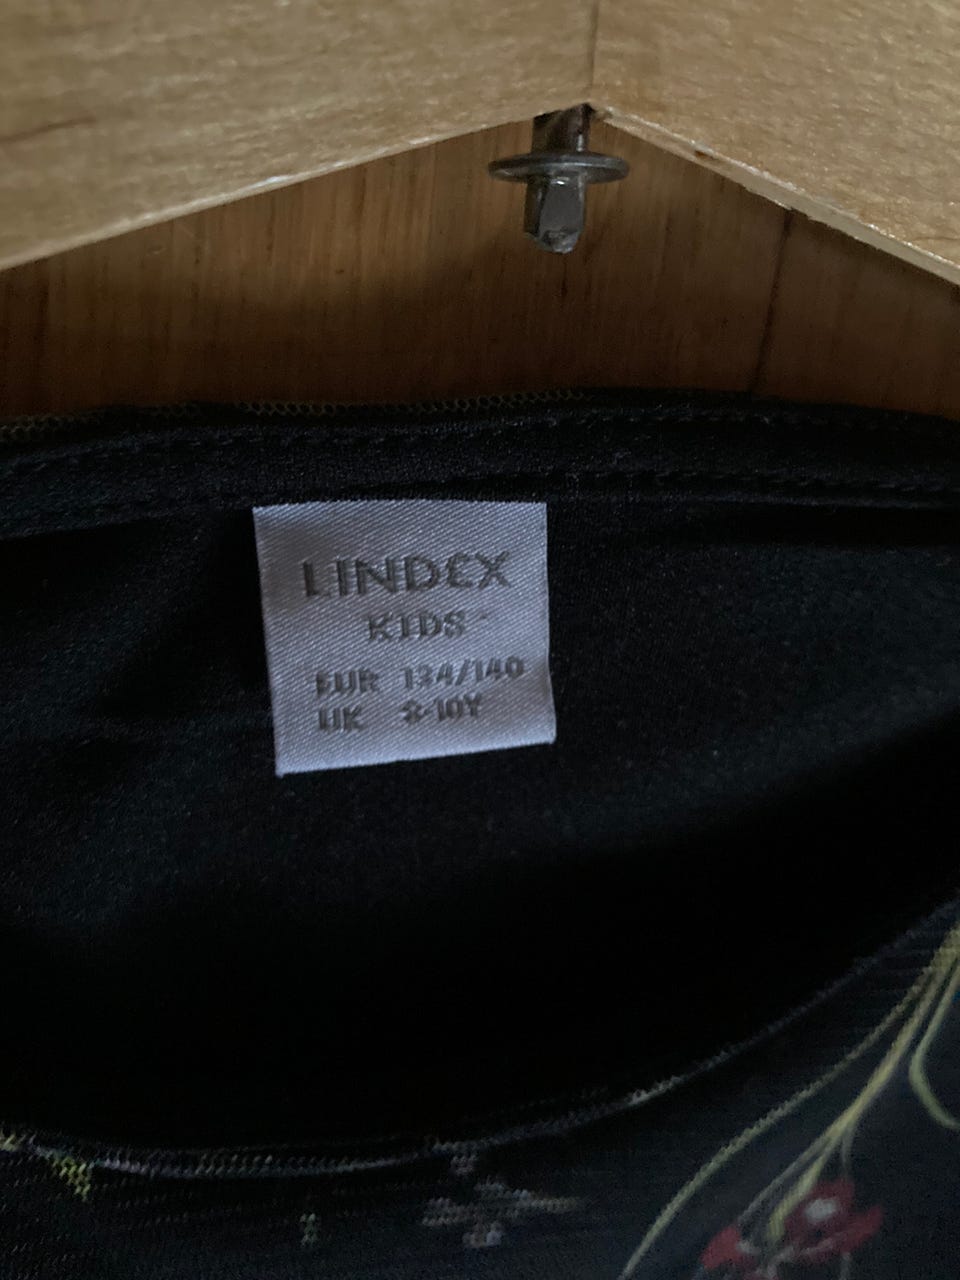 LINDEX
KIDS
EUR 134/140
UK 8-10Y